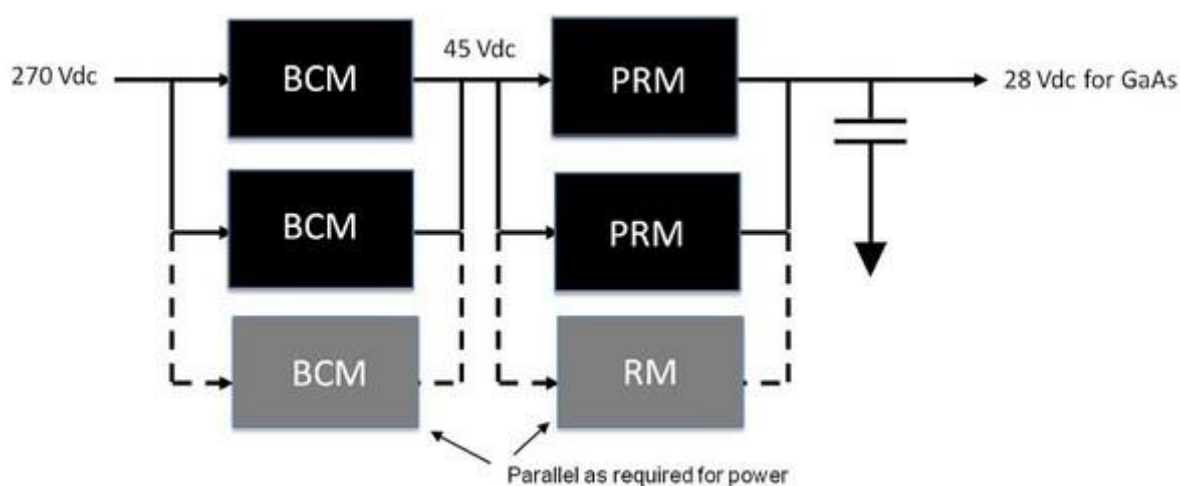 45 Vdc
270 Vdc
BCM
PRM
28 Vdc for GaAs
BCM
PRM
BCM
RM
Parallel as required for power